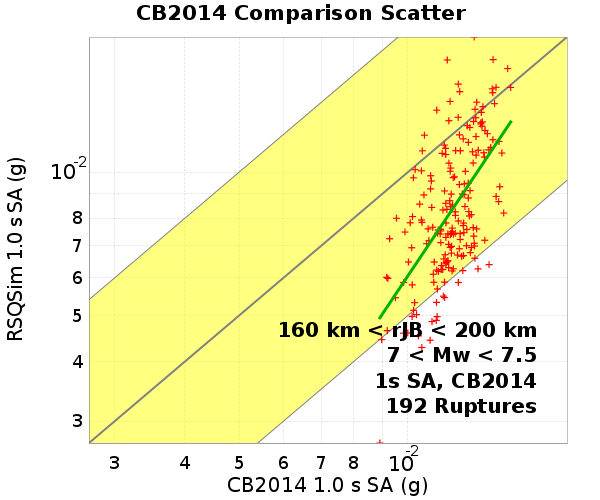 CB2014 Comparison Scatter
RSQSim 1.0 s SA (g)
10-2
8
7
6
5
4
3
160 km < rJB < 200 km
7 < Mw < 7.5
1s SA, CB2014
192 Ruptures
3 4 5 6 7 8 10-2
CB2014 1.0 s SA (g)